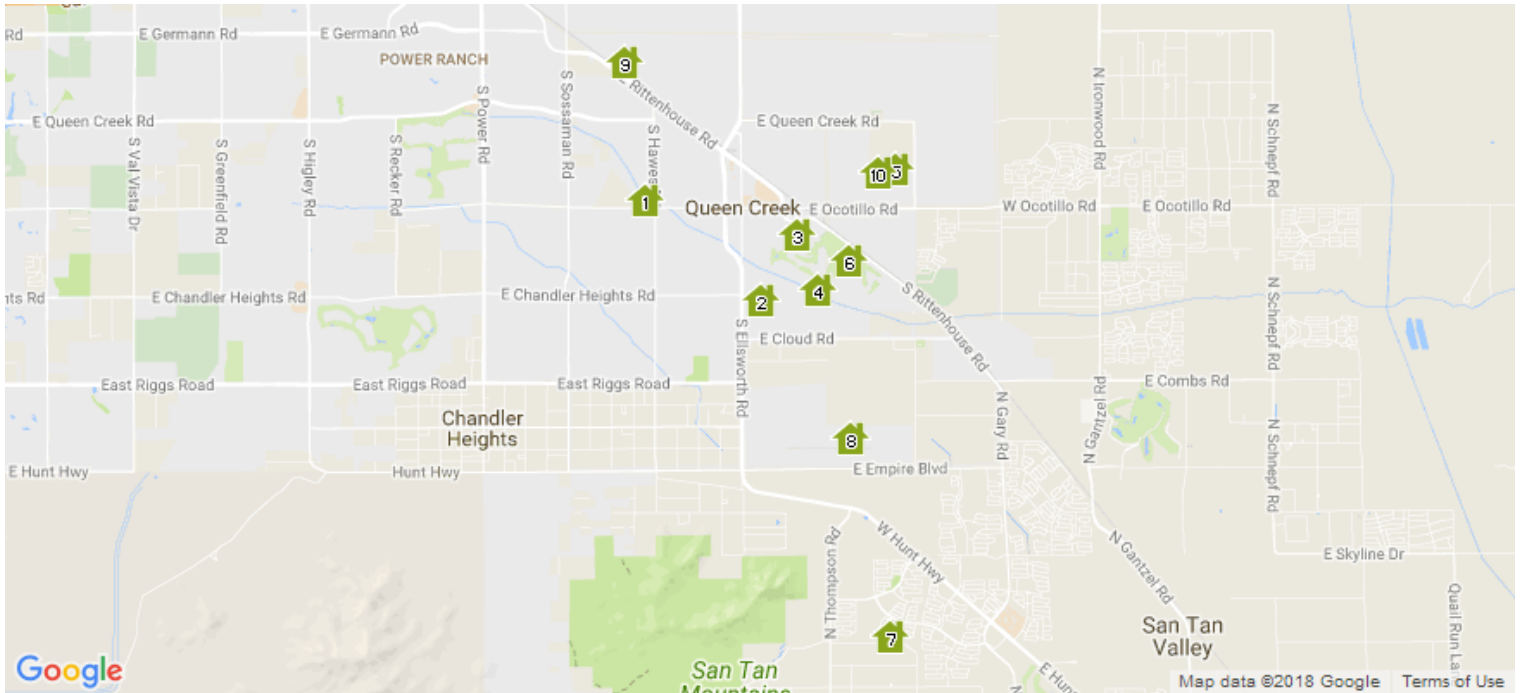 E Germann Rd
E Germann Rd
Rd
POWER RANCH
9
E Rittenhouse Rd
S Sossaman Rd
S Power Rd
N Ironwood Rd
N Schnepf Rd
E Queen Creek Rd
E Queen Creek Rd
S Hawes
S Val Vista Dr
S Greenfield Rd
S Higley Rd
S Recker Rd
10
5
1
Queen Creek
E Ocotillo Rd
W Ocotillo Rd
E Ocotillo Rd
3
6
4
2
hts Rd
E Chandler Heights Rd
E Chandler Heights Rd
S Rittenhouse Rd
N Schnepf Rd
S Ellsworth Rd
E Cloud Rd
East Riggs Road
East Riggs Road
East Riggs Road
E Combs Rd
N Gantzel Rd
N Gary Rd
N Schnepf Rd
Chandler
Heights
8
E Hunt Hwy
Hunt Hwy
E Empire Blvd
W Hunt Hwy
N Thompson Rd
N Gantzel Rd
E Skyline Dr
Quail Run La
7
San Tan
Valley
San Tan
Mountains
E Hun
Google
Map data ©2018 Google
Terms of Use